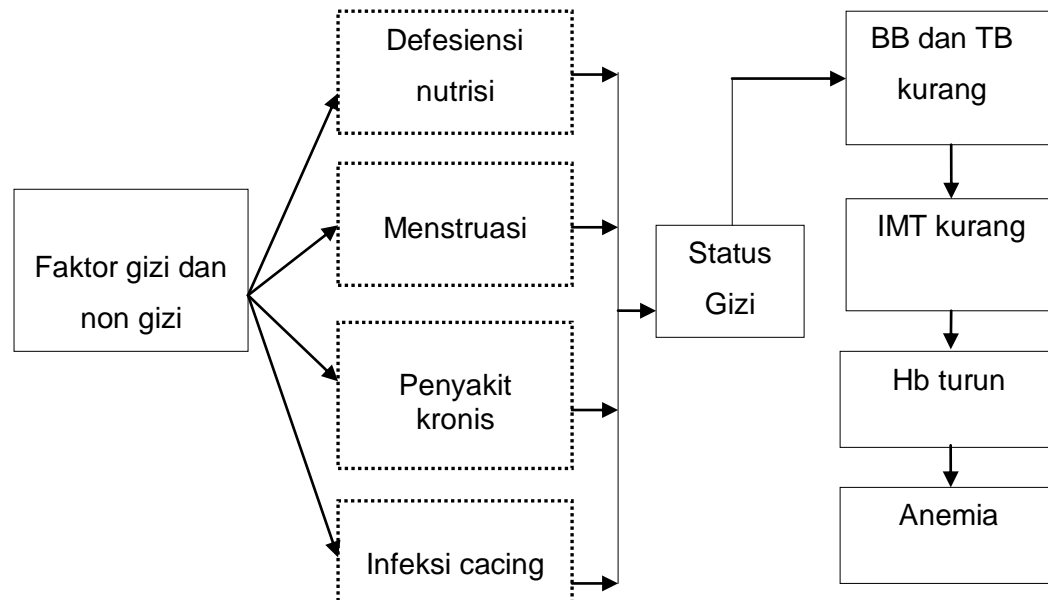 Faktor gizi dan
non gizi
Defesiensi
nutrisi
Menstruasi
Penyakit
kronis
Infeksi cacing
Status
Gizi
BB dan TB
kurang
IMT kurang
Hb turun
Anemia